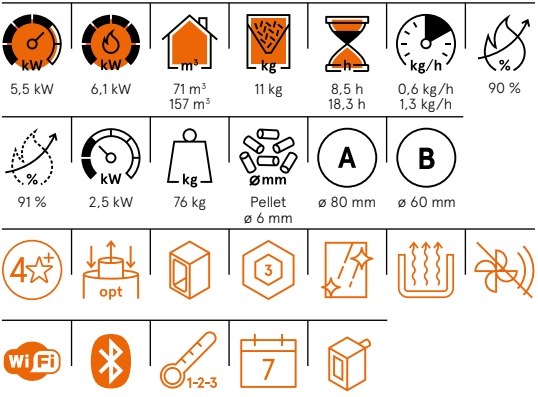 kW
kW
m³
kg
h
kg/h
%
5,5 kW
6,1 kW
71 m³
157 m³
11 kg
8,5 h
18,3 h
0,6 kg/h
1,3 kg/h
90 %
%
kW
kg
ømm
A
B
91 %
2,5 kW
76 kg
Pellet
ø 6 mm
ø 80 mm
ø 60 mm
4 +
opt
3
Wi Fi
1-2-3
7